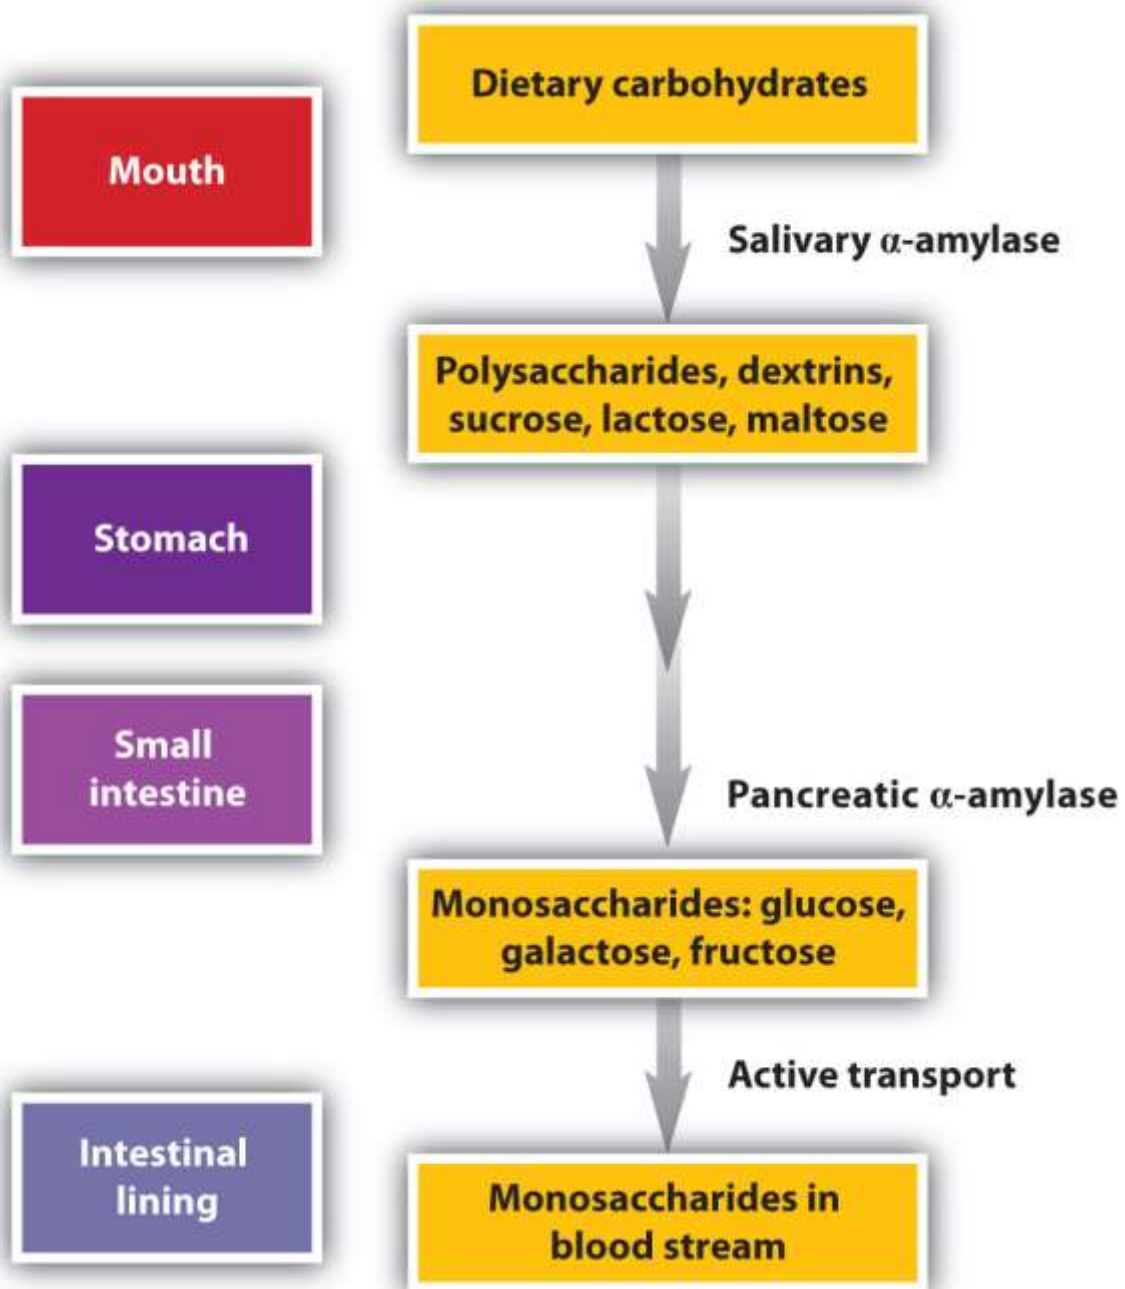 Dietary carbohydrates
Mouth
Salivary α-amylase
Polysaccharides, dextrins,
sucrose, lactose, maltose
Stomach
Small
intestine
Pancreatic α-amylase
Monosaccharides: glucose,
galactose, fructose
Active transport
Intestinal
lining
Monosaccharides in
blood stream